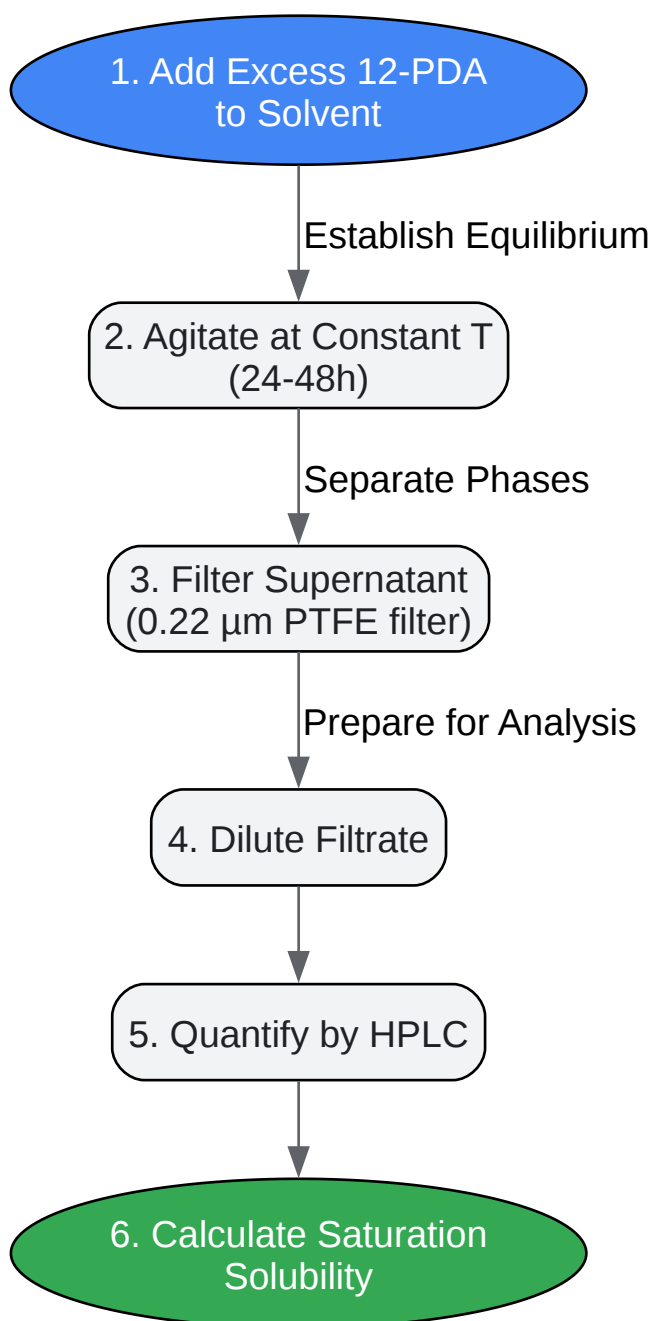 1. Add Excess 12-PDA
to Solvent
Establish Equilibrium
2. Agitate at Constant T
(24-48h)
Separate Phases
3. Filter Supernatant
(0.22 µm PTFE filter)
Prepare for Analysis
4. Dilute Filtrate
5. Quantify by HPLC
6. Calculate Saturation
Solubility